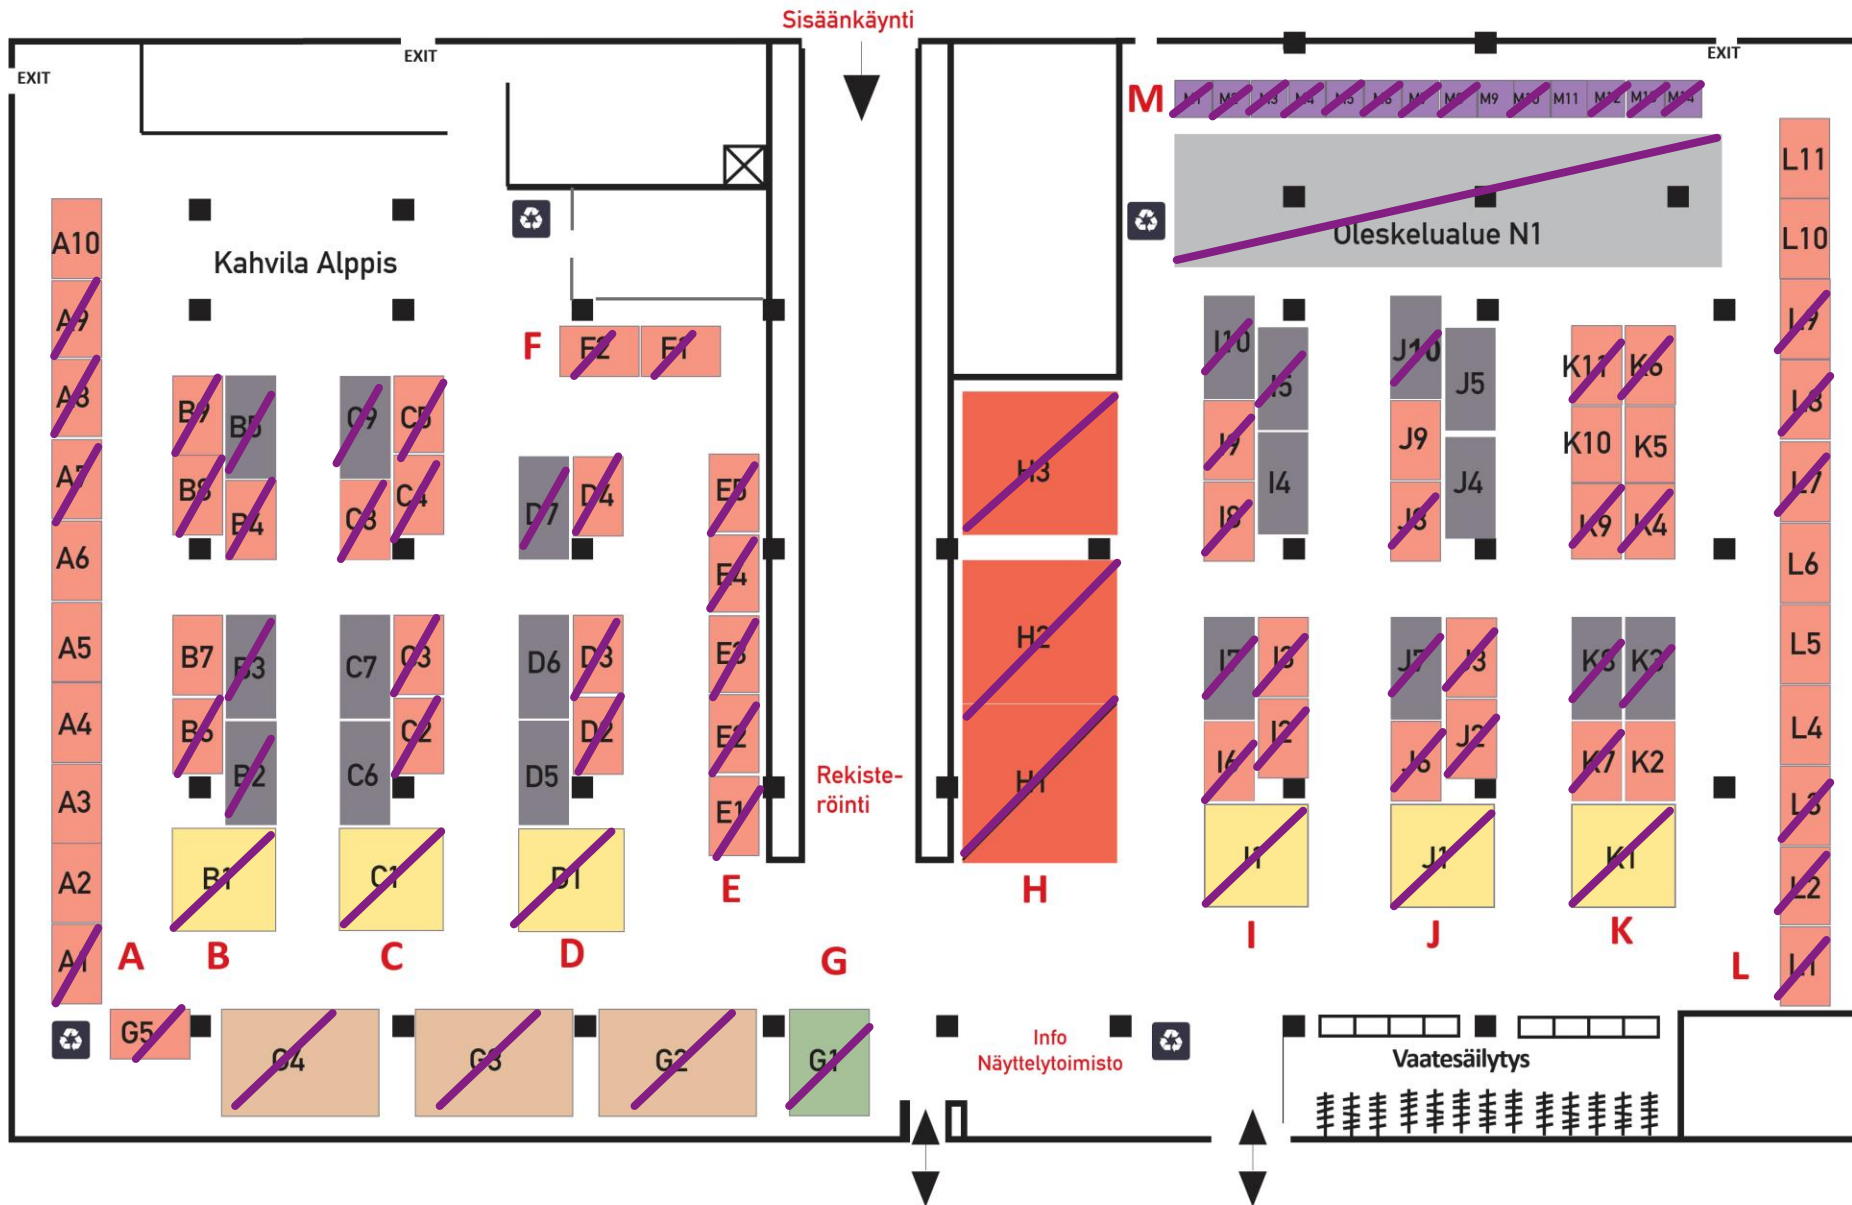 Sisäänkäynti
EXIT
EXIT
EXIT
M
M1 M2 M3 M4 M5 M6 M7 M8 M9 M10 M11 M12 M13 M14
Oleskelualue N1
Kahvila Alppis
A10
A9
A8
A7
A6
A5
A4
A3
A2
A1
A
B9
B5
B8
B4
B7
B3
B6
B2
B1
B
C9
C5
C4
C8
C7
C3
C6
C2
C1
C
F
F2
F1
D7
D4
D6
D3
D5
D2
D1
D
E5
E4
E3
E2
E1
E
Rekiste-
röinti
H3
H2
H1
H
I10
I5
I9
I4
I8
I7
I3
I6
I2
I1
I
J10
J5
J9
J4
J8
J7
J3
J6
J2
J1
J
K11
K6
K10
K5
K9
K4
K8
K3
K7
K2
K1
K
L11
L10
L9
L8
L7
L6
L5
L4
L3
L2
L1
L
G
G5
G4
G3
G2
G1
Info
Näyttelytoimisto
Vaatesäilytys